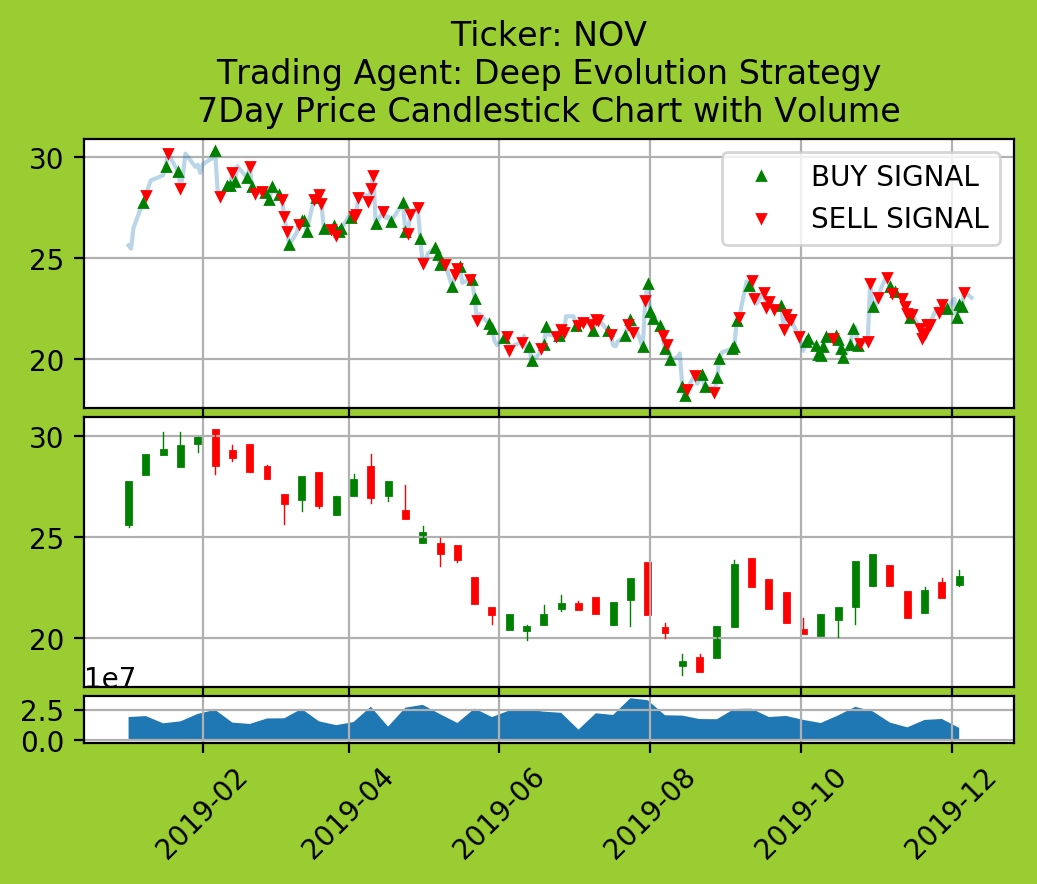 Ticker: NOV
Trading Agent: Deep Evolution Strategy
7Day Price Candlestick Chart with Volume
30
25
20
BUY SIGNAL
SELL SIGNAL
30
25
20
1e7
2.5
0.0
2019-02
2019-04
2019-06
2019-08
2019-10
2019-12